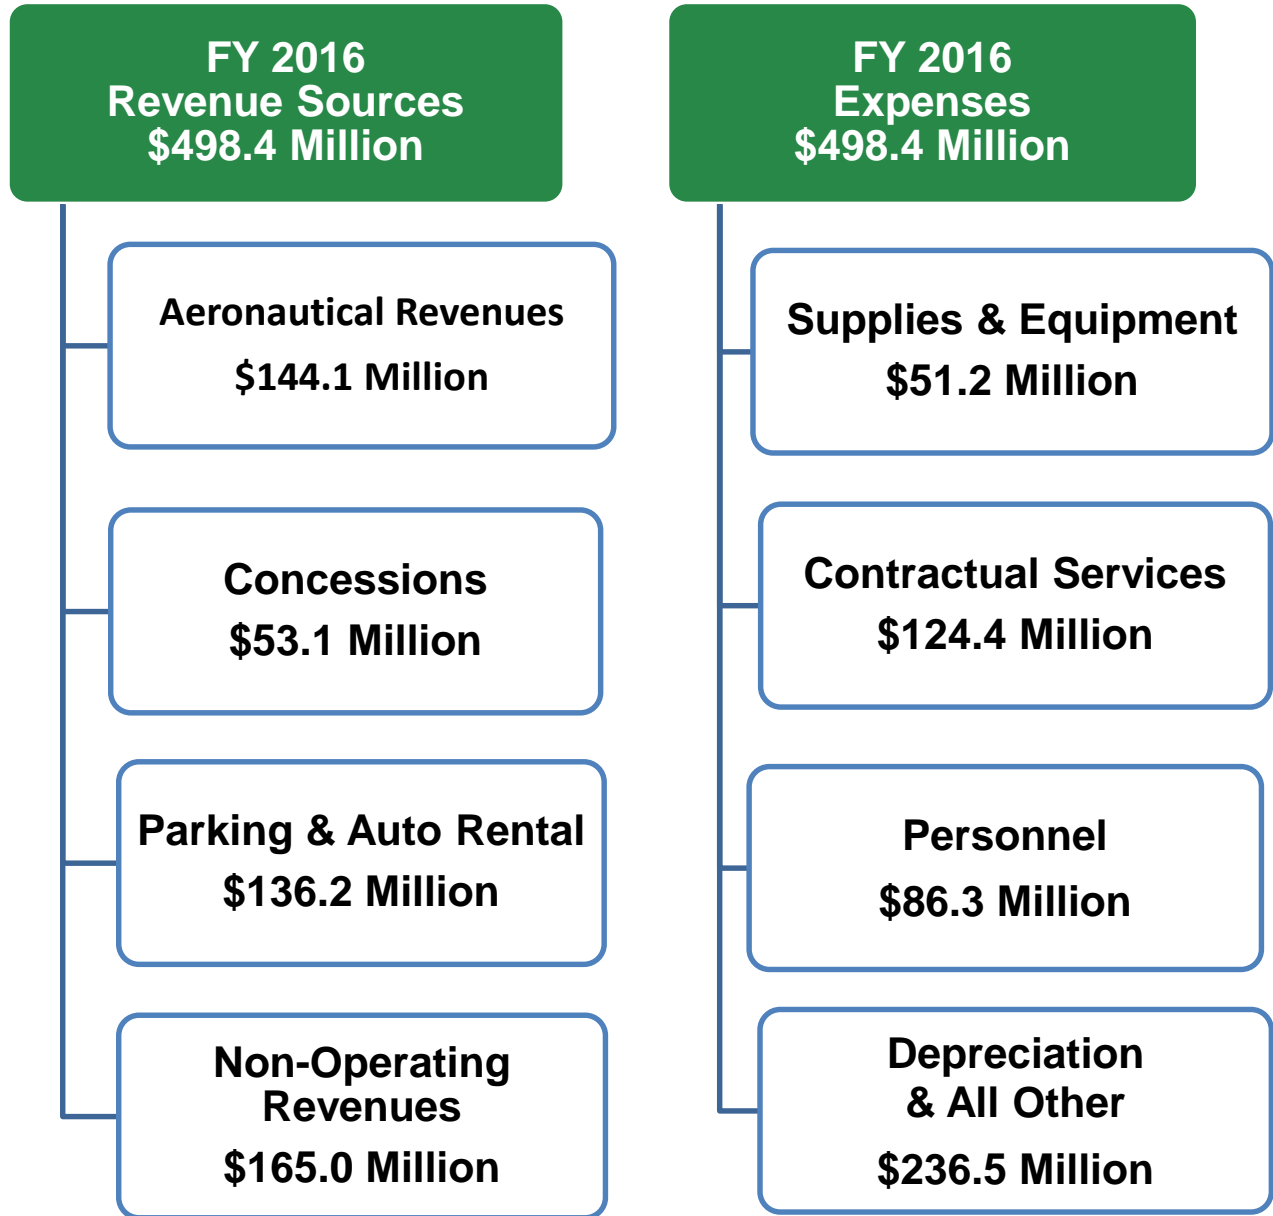 FY 2016
Revenue Sources
$498.4 Million
Aeronautical Revenues
$144.1 Million
Concessions
$53.1 Million
Parking & Auto Rental
$136.2 Million
Non-Operating
Revenues
$165.0 Million
FY 2016
Expenses
$498.4 Million
Supplies & Equipment
$51.2 Million
Contractual Services
$124.4 Million
Personnel
$86.3 Million
Depreciation
& All Other
$236.5 Million